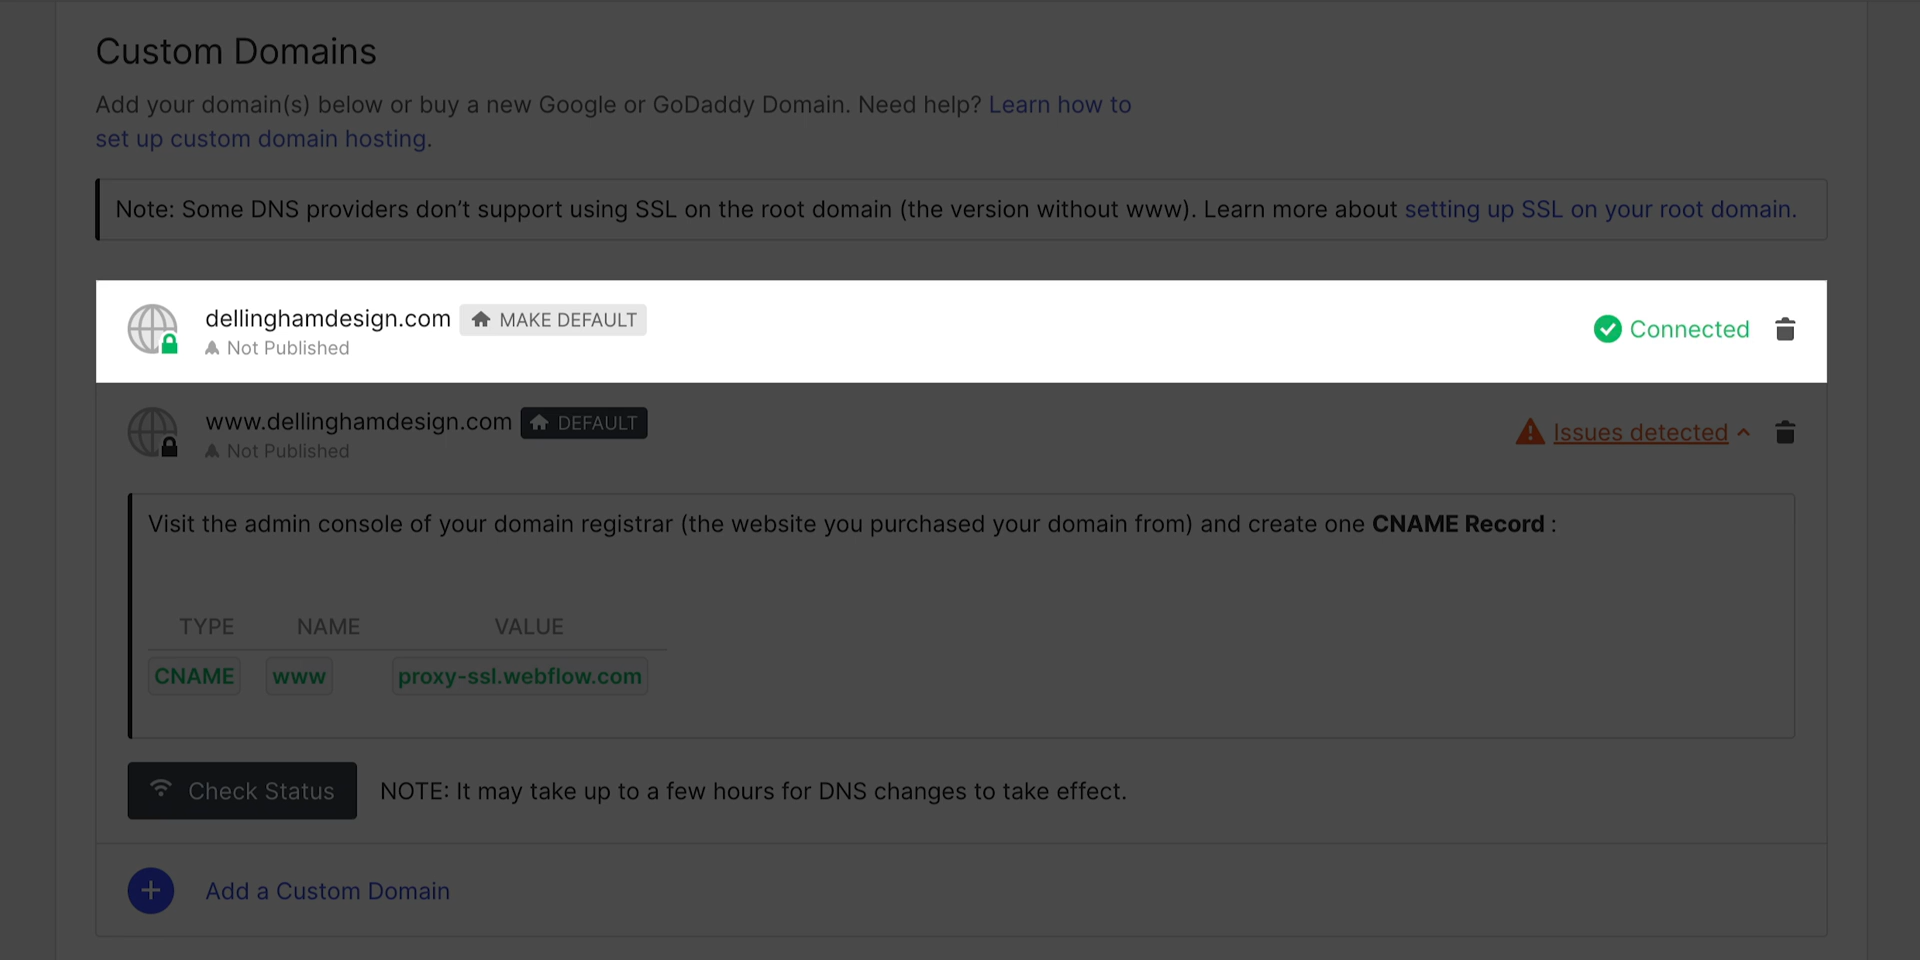 Custom Domains
Add your domain(s) below or buy a new Google or GoDaddy Domain. Need help? Learn how to
set up custom domain hosting.
Note: Some DNS providers don’t support using SSL on the root domain (the version without www). Learn more about setting up SSL on your root domain.
dellinghamdesign.com MAKE DEFAULT
Not Published
Connected
www.dellinghamdesign.com DEFAULT
Not Published
Issues detected
Visit the admin console of your domain registrar (the website you purchased your domain from) and create one CNAME Record :
TYPE NAME VALUE
CNAME www proxy-ssl.webflow.com
Check Status NOTE: It may take up to a few hours for DNS changes to take effect.
Add a Custom Domain